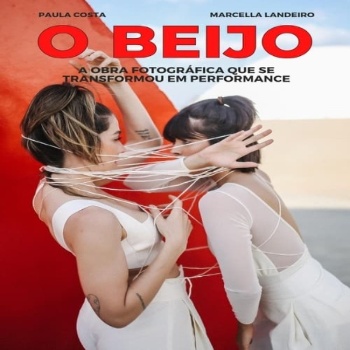 PAULA COSTA
MARCELLA LANDEIRO
O BEIJO
A OBRA FOTOGRÁFICA QUE SE
TRANSFORMOU EM PERFORMANCE